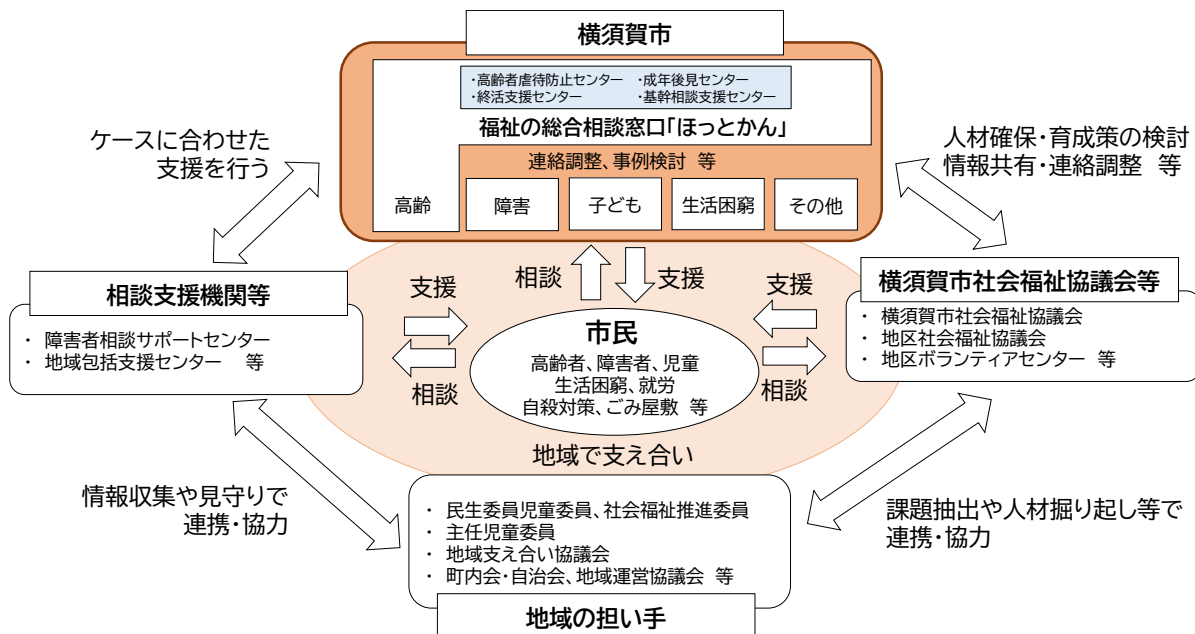 横須賀市
・高齢者虐待防止センター ・成年後見センター
・終活支援センター ・基幹相談支援センター
福祉の総合相談窓口「ほっとかん」
連絡調整、事例検討 等
高齢
障害
子ども
生活困窮
その他
ケースに合わせた
支援を行う
人材確保・育成策の検討
情報共有・連絡調整 等
相談
支援
相談支援機関等
・ 障害者相談サポートセンター
・ 地域包括支援センター 等
支援
相談
市民
高齢者、障害者、児童
生活困窮、就労
自殺対策、ごみ屋敷 等
支援
相談
横須賀市社会福祉協議会等
・ 横須賀市社会福祉協議会
・ 地区社会福祉協議会
・ 地区ボランティアセンター 等
地域で支え合い
情報収集や見守りで
連携・協力
課題抽出や人材掘り起し等で
連携・協力
・ 民生委員児童委員、社会福祉推進委員
・ 主任児童委員
・ 地域支え合い協議会
・ 町内会・自治会、地域運営協議会 等
地域の担い手